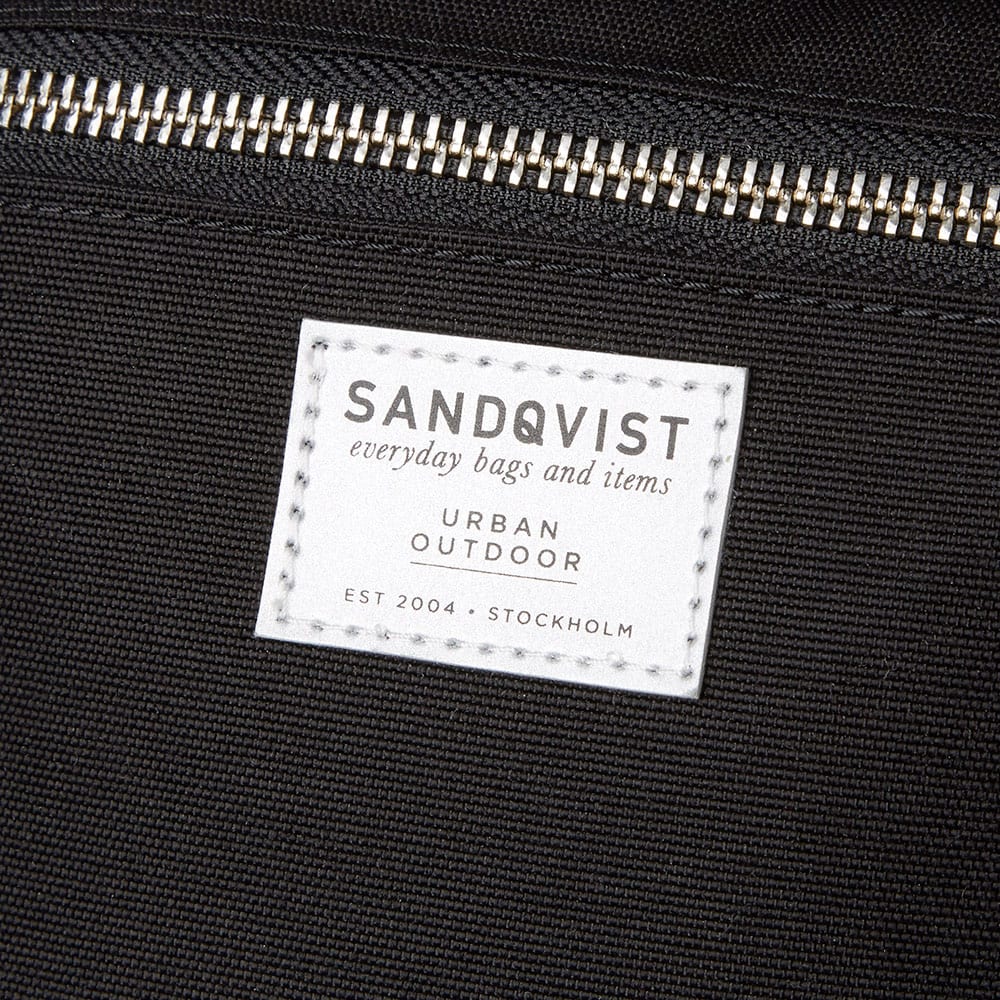 SANDQVIST
everyday bags and items
URBAN
OUTDOOR
EST 2004 • STOCKHOLM